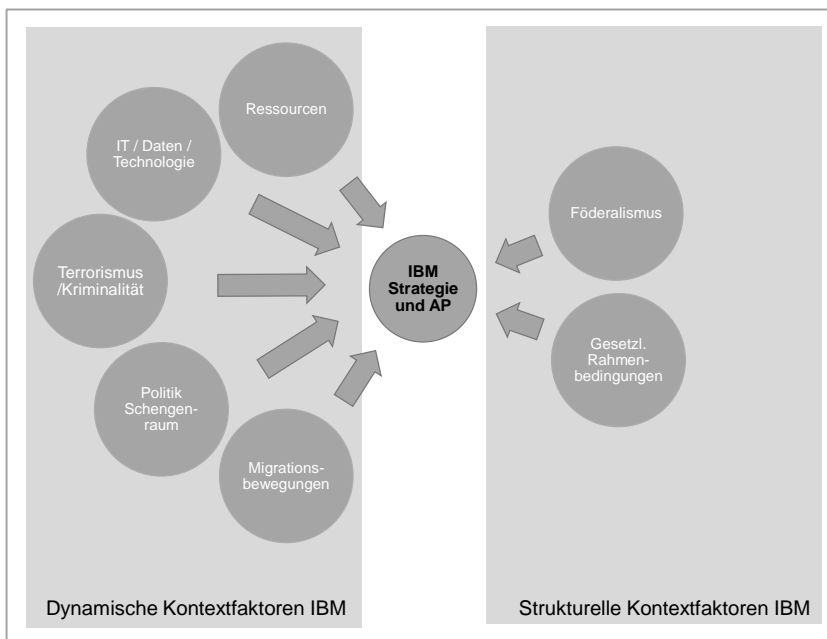 Ressourcen
IT / Daten /
Technologie
Terrorismus
/Kriminalität
Politik
Schengen-
raum
Migrations-
bewegungen
IBM
Strategie
und AP
Föderalismus
Gesetzl.
Rahmen-
bedingungen
Dynamische Kontextfaktoren IBM
Strukturelle Kontextfaktoren IBM